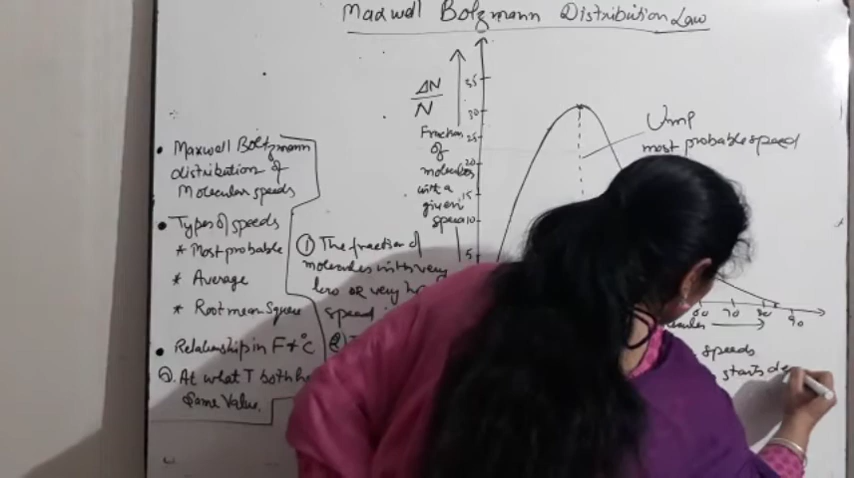 Maxwell Bolzmann Distribution Law
ΔN
N
Fraction
of
molecules
with a
given
speed
35
30
25
20
15
10
5
Ump
most probable speed
• Maxwell Boltzmann
distribution of
Molecular speeds
• Types of speeds
* Most probable
* Average
* Root mean Square
• Relationship in F & °C
At what T both h
Same Value.
① The fraction of
molecules with very
less or very h
speed
②
60 70 80 90
speeds
starts de